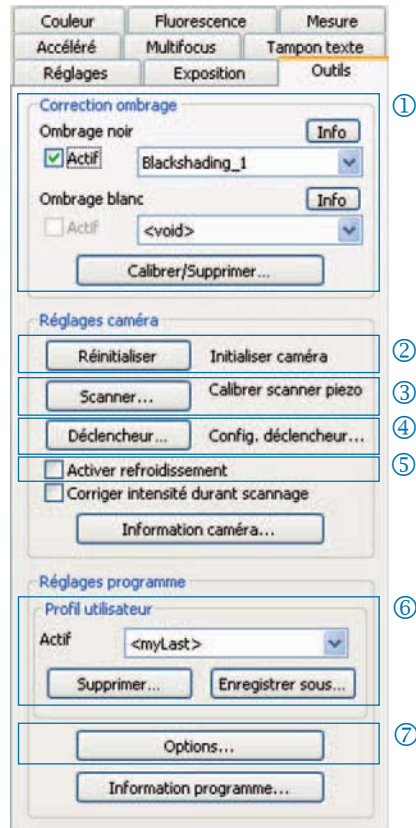 Couleur Fluorescence Mesure
Accéléré Multifocus Tampon texte
Réglages Exposition Outils
Correction ombrage ①
Ombrage noir Info
Actif Blackshading_1
Ombrage blanc Info
Actif <void>
Calibrer/Supprimer...
Réglages caméra
Réinitialiser Initialiser caméra ②
Scanner... Calibrer scanner piezo ③
Déclencheur... Config. déclencheur... ④
Activer refroidissement ⑤
Corriger intensité durant scannage
Information caméra...
Réglages programme
Profil utilisateur ⑥
Actif <myLast>
Supprimer... Enregistrer sous...
Options... ⑦
Information programme...